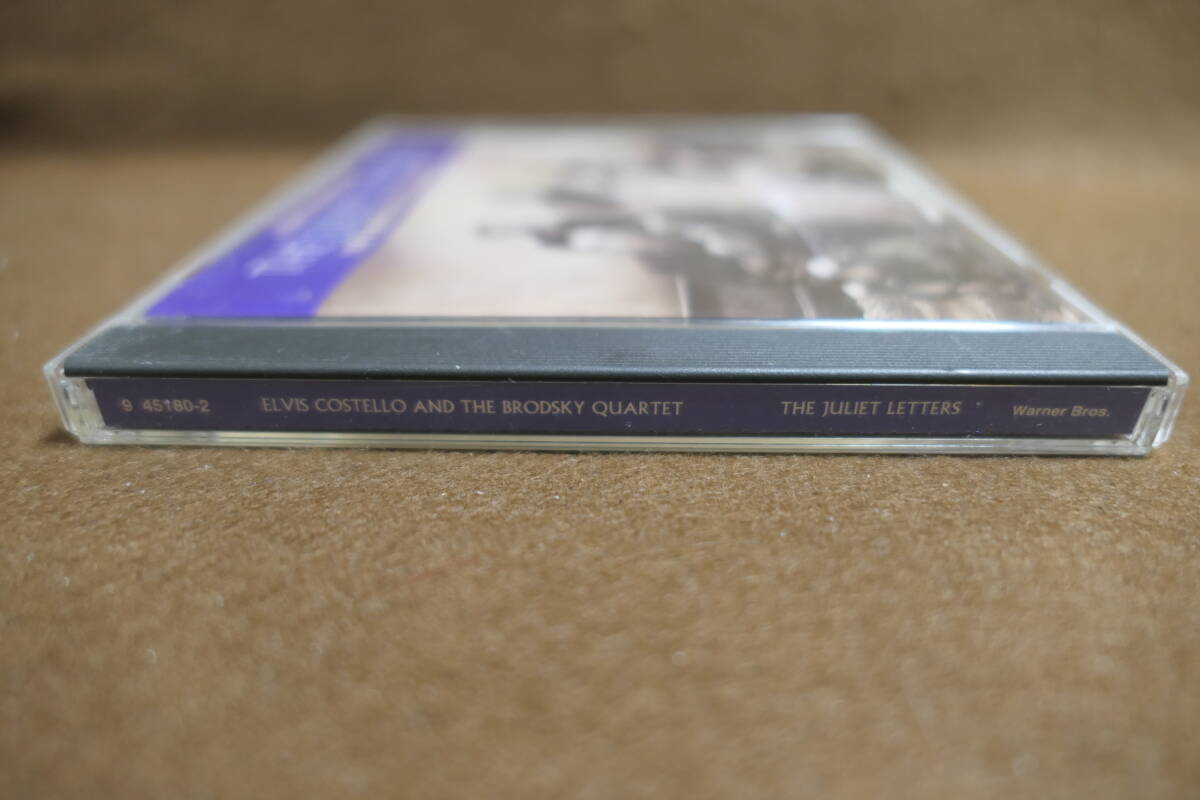 9 45180-2 ELVIS COSTELLO AND THE BRODSKY QUARTET THE JULIET LETTERS Warner Bros.